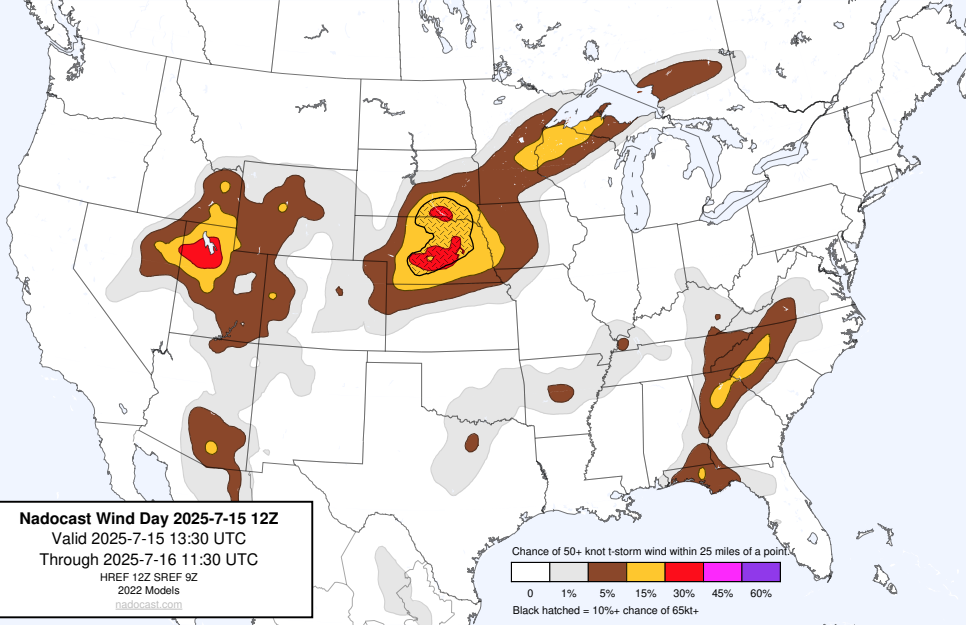 Nadocast Wind Day 2025-7-15 12Z
Valid 2025-7-15 13:30 UTC
Through 2025-7-16 11:30 UTC
HREF 12Z SREF 9Z
2022 Models
nadocast.com
Chance of 50+ knot t-storm wind within 25 miles of a point.
0 1% 5% 15% 30% 45% 60%
Black hatched = 10%+ chance of 65kt+